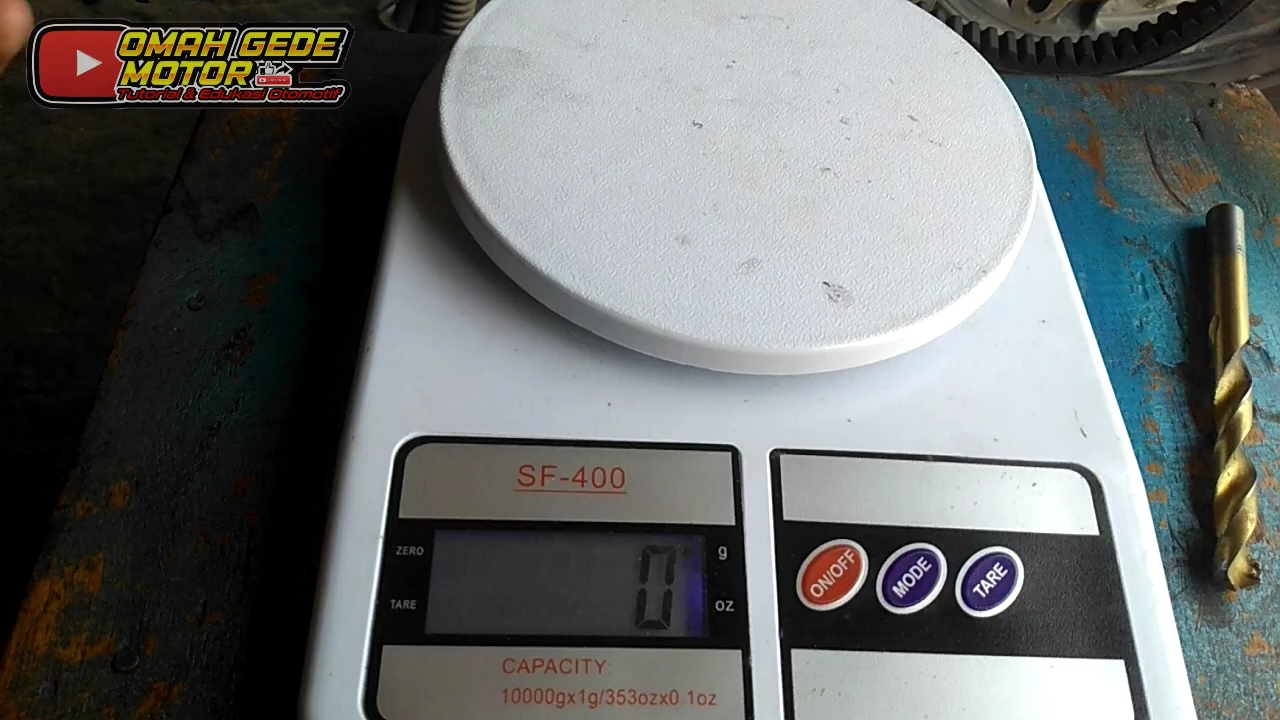 OMAH GEDE
MOTOR
Tutorial & Edukasi Otomotif
SF-400
ZERO
TARE
0
g
oz
ON/OFF
MODE
TARE
CAPACITY:
10000gx1g/353ozx0.1oz